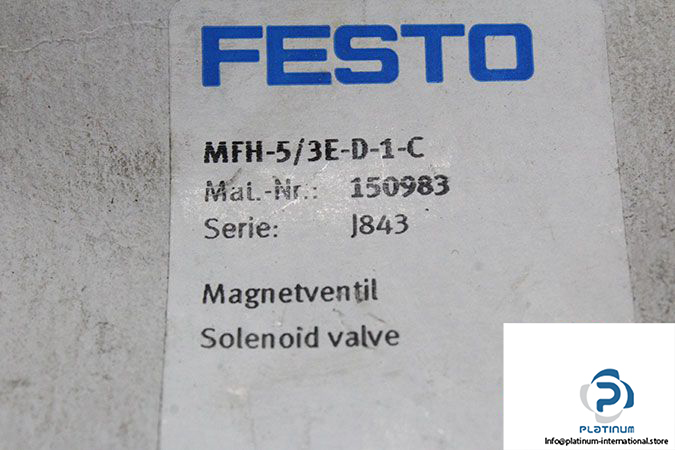 FESTO
MFH-5/3E-D-1-C
Mat.-Nr.: 150983
Serie: J843
Magnetventil
Solenoid valve
PLATINUM
Info@platinum-international.store